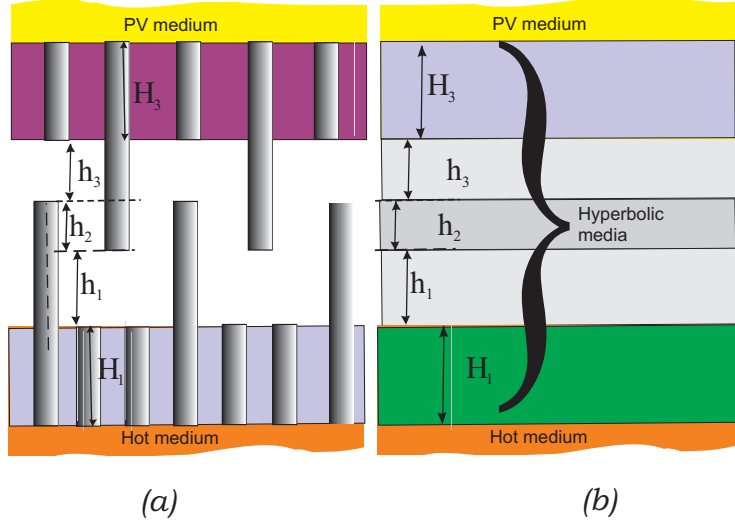 PV medium
H3
h3
h2
h1
H1
Hot medium
(a)
PV medium
H3
h3
h2
Hyperbolic
media
h1
H1
Hot medium
(b)